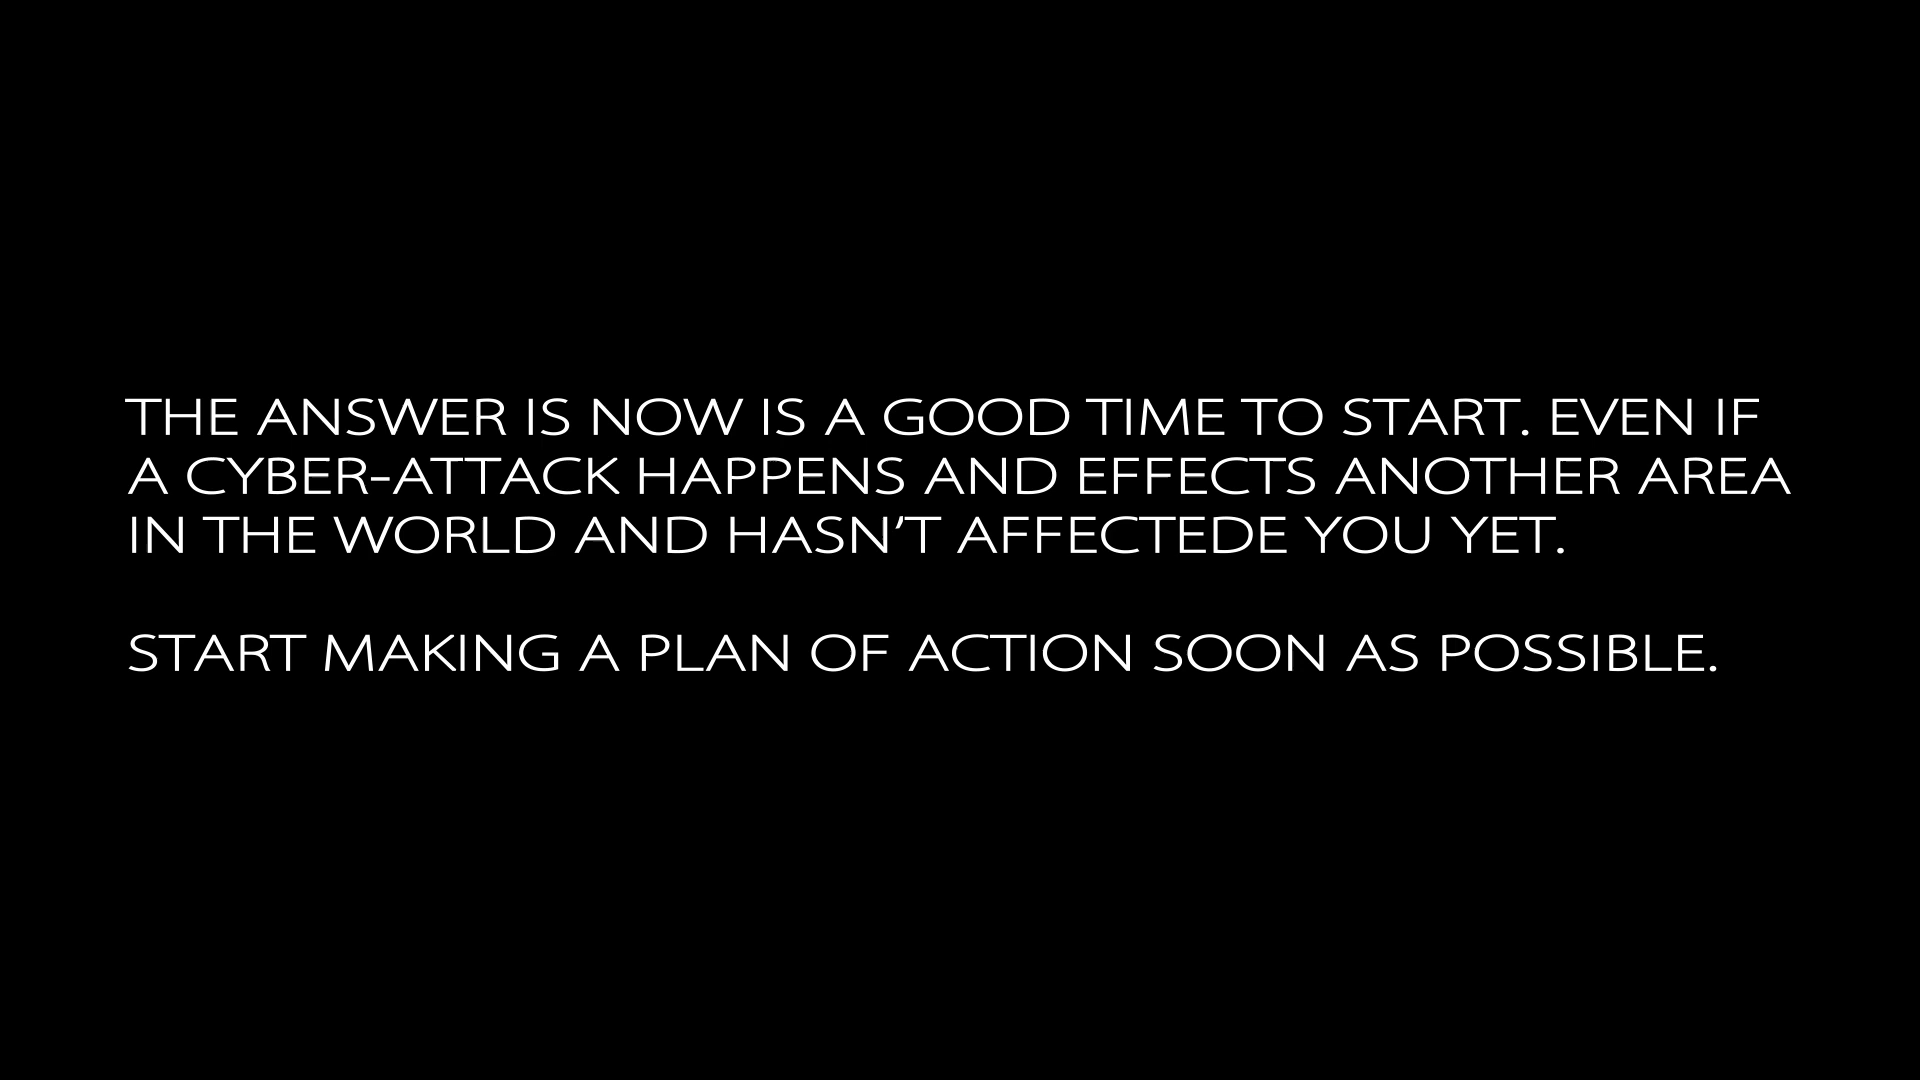 THE ANSWER IS NOW IS A GOOD TIME TO START. EVEN IF
A CYBER-ATTACK HAPPENS AND EFFECTS ANOTHER AREA
IN THE WORLD AND HASN’T AFFECTEDE YOU YET.
START MAKING A PLAN OF ACTION SOON AS POSSIBLE.